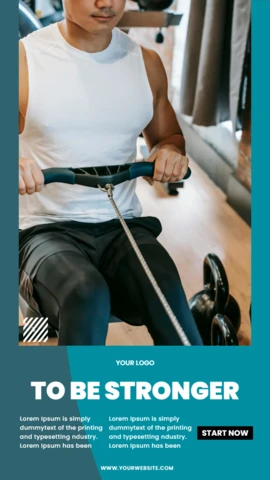 YOUR LOGO
TO BE STRONGER
Lorem Ipsum is simply
dummytext of the printing
and typesetting ndustry.
Lorem Ipsum has been
Lorem Ipsum is simply
dummytext of the printing
and typesetting ndustry.
Lorem Ipsum has been
START NOW
WWW.YOURWEBSITE.COM